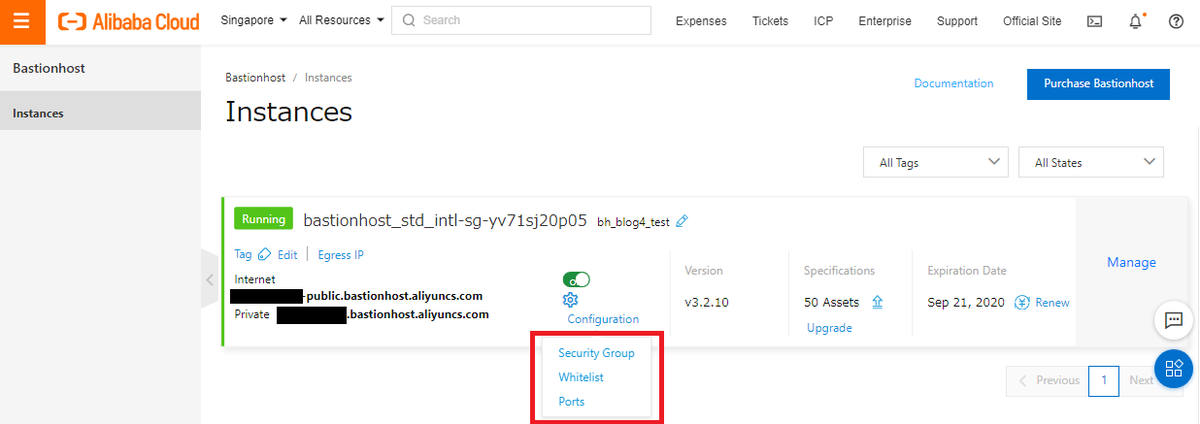 Alibaba Cloud Singapore All Resources Search Expenses Tickets ICP Enterprise Support Official Site
Bastionhost
Instances
Bastionhost / Instances
Documentation
Purchase Bastionhost
Instances
All Tags
All States
Running bastionhost_std_intl-sg-yv71sj20p05 bh_blog4_test
Tag Edit Egress IP
Internet
-public.bastionhost.aliyuncs.com
Private .bastionhost.aliyuncs.com
Configuration
Security Group
Whitelist
Ports
Version
v3.2.10
Specifications
50 Assets
Upgrade
Expiration Date
Sep 21, 2020 Renew
Manage
Previous 1 Next